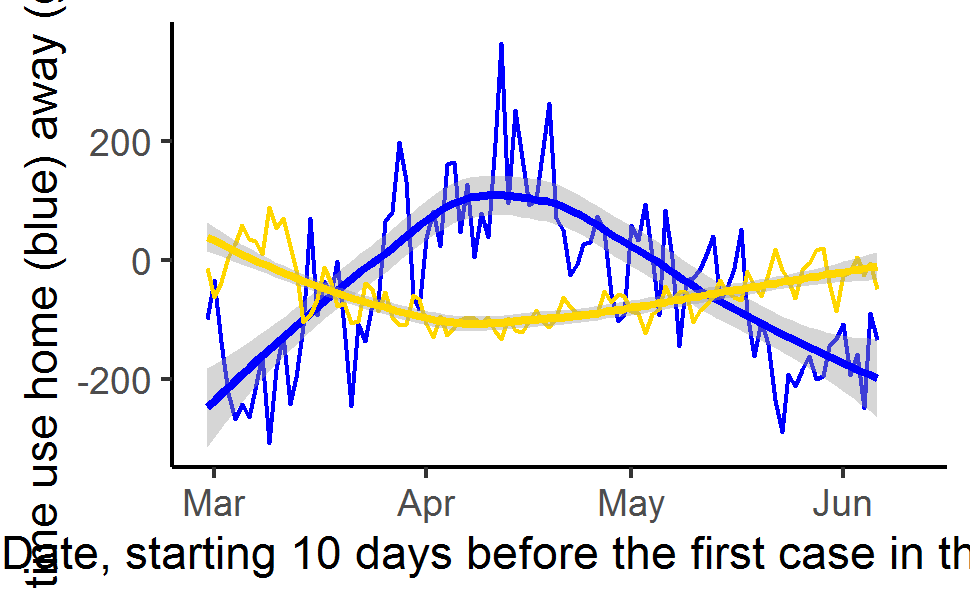 time use home (blue) away (
200
0
-200
Mar Apr May Jun
Date, starting 10 days before the first case in th